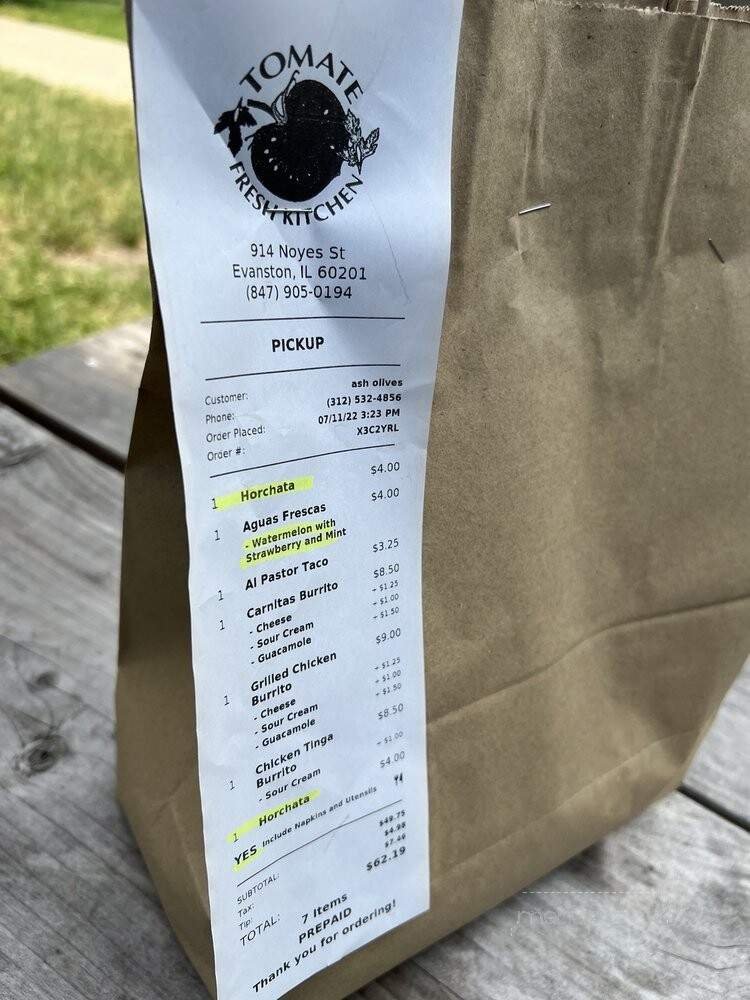 TOMATE
FRESH KITCHEN
914 Noyes St
Evanston, IL 60201
(847) 905-0194
PICKUP
Customer: ash olives
Phone: (312) 532-4856
Order Placed: 07/11/22 3:23 PM
Order #: X3C2YRL
1 Horchata $4.00
1 Aguas Frescas $4.00
- Watermelon with
Strawberry and Mint
1 Al Pastor Taco $3.25
1 Carnitas Burrito $8.50
- Cheese + $1.25
- Sour Cream + $1.00
- Guacamole + $1.50
1 Grilled Chicken $9.00
Burrito
- Cheese + $1.25
- Sour Cream + $1.00
- Guacamole + $1.50
1 Chicken Tinga $8.50
Burrito
- Sour Cream + $1.00
1 Horchata $4.00
YES Include Napkins and Utensils
SUBOTAL: $49.75
Tax: $4.98
Tip: $7.46
TOTAL: $62.19
7 Items
PREPAID
Thank you for ordering!